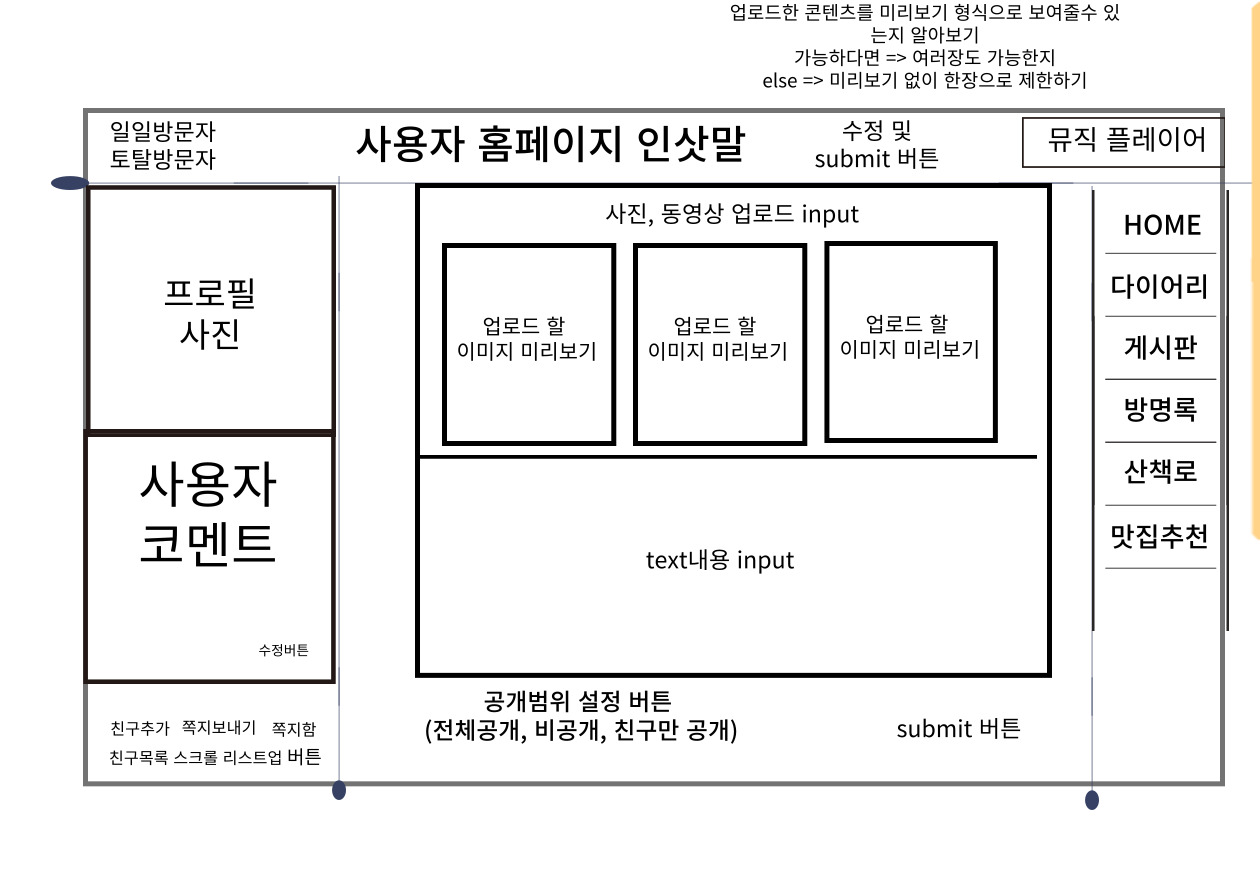 업로드한 콘텐츠를 미리보기 형식으로 보여줄수 있
는지 알아보기
가능하다면 => 여러장도 가능한지
else => 미리보기 없이 한장으로 제한하기
일일방문자
토탈방문자
사용자 홈페이지 인삿말
수정 및
submit 버튼
뮤직 플레이어
프로필
사진
사용자
코멘트
수정버튼
친구추가 쪽지보내기 쪽지함
친구목록 스크롤 리스트업 버튼
사진, 동영상 업로드 input
업로드 할
이미지 미리보기
업로드 할
이미지 미리보기
업로드 할
이미지 미리보기
text내용 input
공개범위 설정 버튼
(전체공개, 비공개, 친구만 공개)
submit 버튼
HOME
다이어리
게시판
방명록
산책로
맛집추천